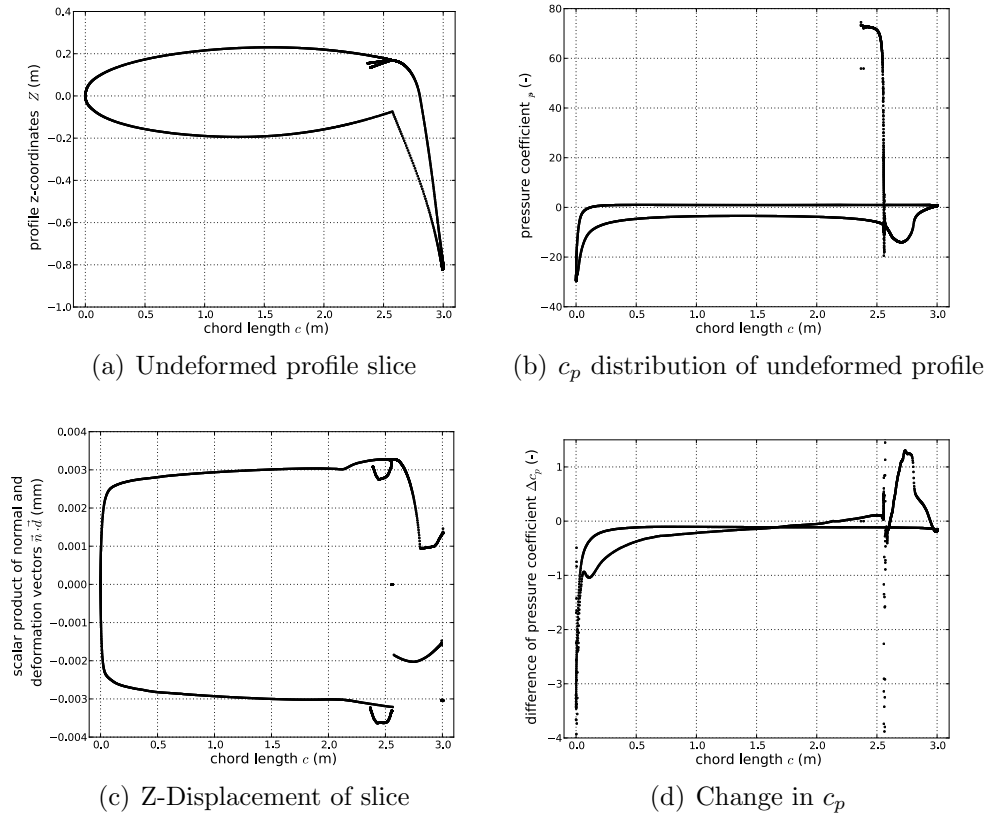 0.4
0.2
0.0
−0.2
−0.4
−0.6
−0.8
−1.0
0.0 0.5 1.0 1.5 2.0 2.5 3.0
profile z-coordinates Z (m)
chord length c (m)
(a) Undeformed profile slice
80
60
40
20
0
−20
−40
0.0 0.5 1.0 1.5 2.0 2.5 3.0
pressure coefficient p (-)
chord length c (m)
(b) c_p distribution of undeformed profile
0.004
0.003
0.002
0.001
0.000
−0.001
−0.002
−0.003
−0.004
0.0 0.5 1.0 1.5 2.0 2.5 3.0
scalar product of normal and
deformation vectors n⃗·d⃗ (mm)
chord length c (m)
(c) Z-Displacement of slice
1
0
−1
−2
−3
−4
0.0 0.5 1.0 1.5 2.0 2.5 3.0
difference of pressure coefficient Δc_p (-)
chord length c (m)
(d) Change in c_p